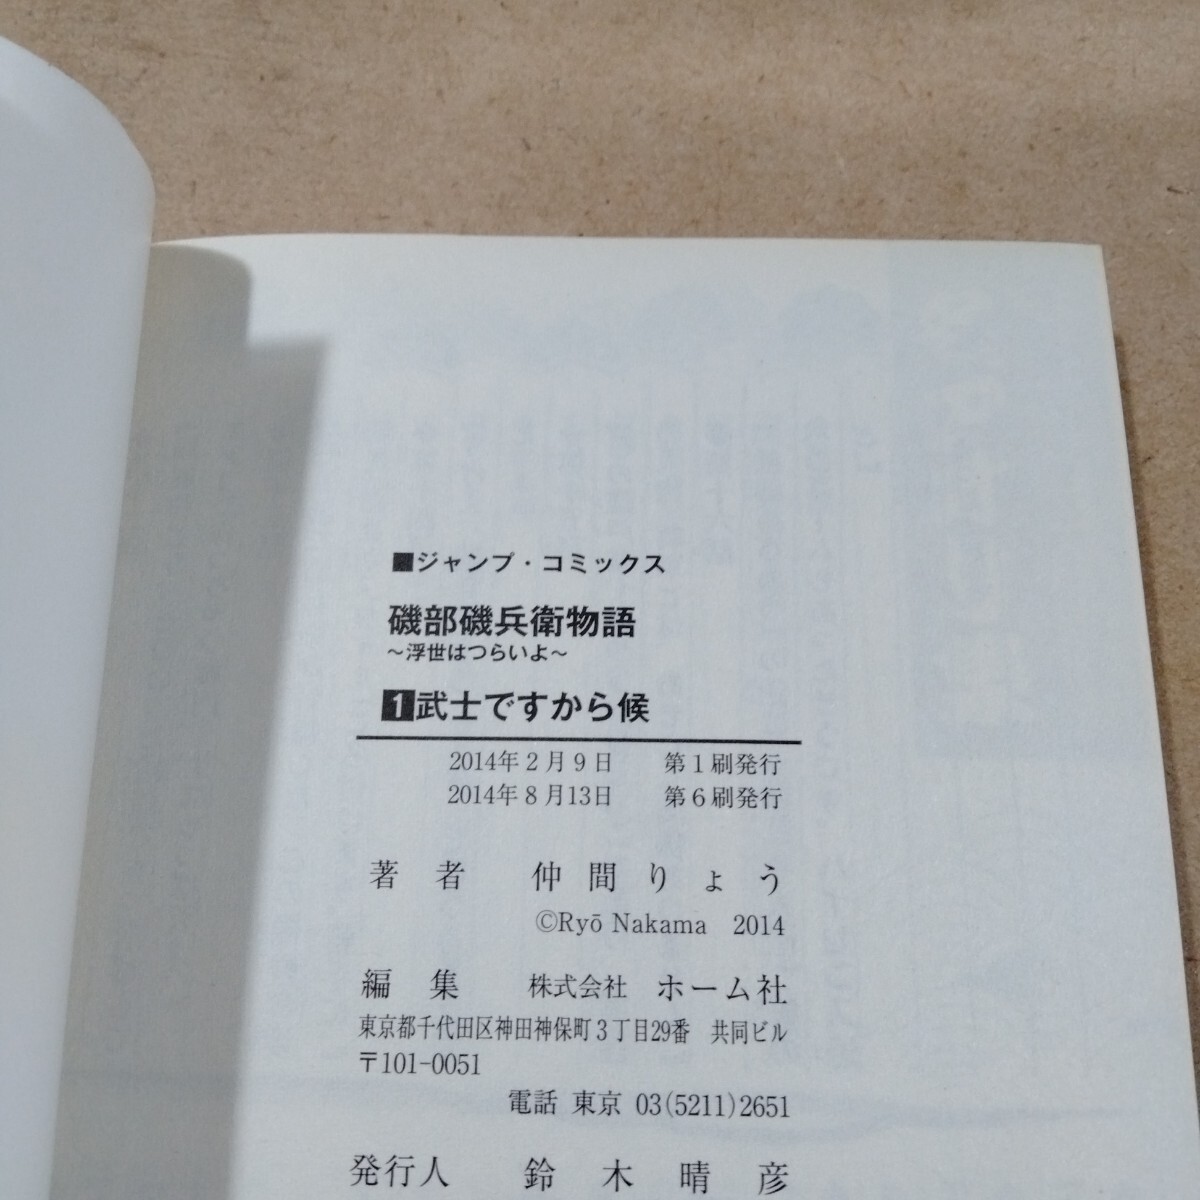 ■ジャンプ・コミックス
磯部磯兵衛物語
～浮世はつらいよ～
1武士ですから候
2014年2月9日 第1刷発行
2014年8月13日 第6刷発行
著者 仲間りょう
©Ryō Nakama 2014
編集 株式会社 ホーム社
東京都千代田区神田神保町3丁目29番 共同ビル
〒101-0051
電話 東京 03(5211)2651
発行人 鈴木晴彦